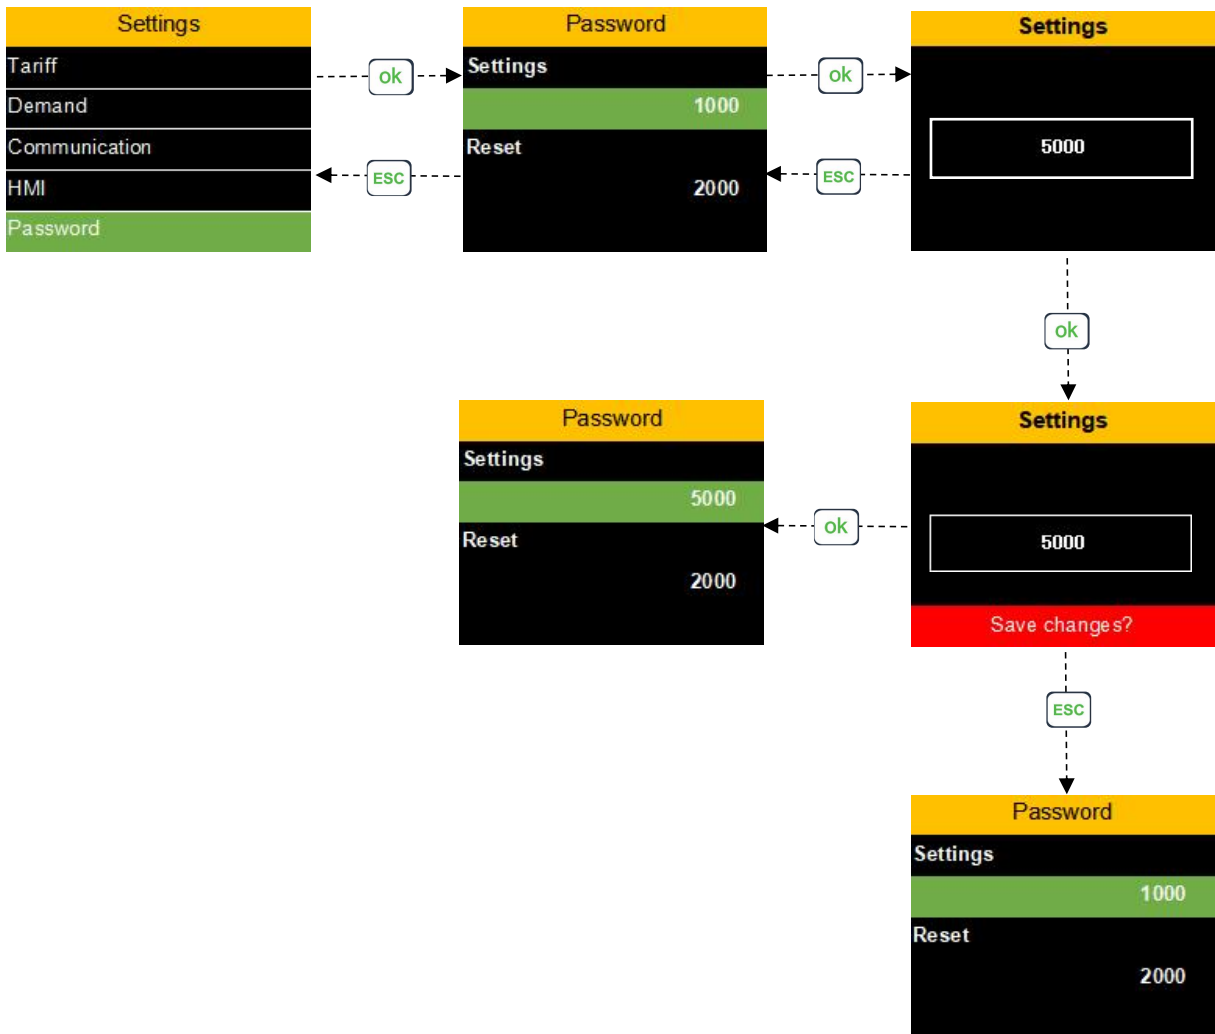 Settings
Tariff
Demand
Communication
HMI
Password
ok
ESC
Password
Settings
1000
Reset
2000
ok
ESC
Settings
5000
ok
Settings
5000
Save changes?
ok
Password
Settings
5000
Reset
2000
ESC
Password
Settings
1000
Reset
2000